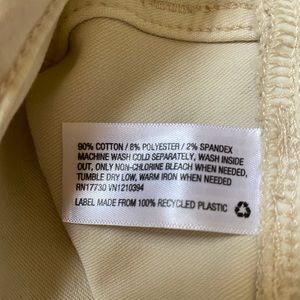 90% COTTON / 8% POLYESTER / 2% SPANDEX
MACHINE WASH COLD SEPARATELY, WASH INSIDE
OUT, ONLY NON-CHLORINE BLEACH WHEN NEEDED,
TUMBLE DRY LOW, WARM IRON WHEN NEEDED
RN17730 VN1210394
LABEL MADE FROM 100% RECYCLED PLASTIC